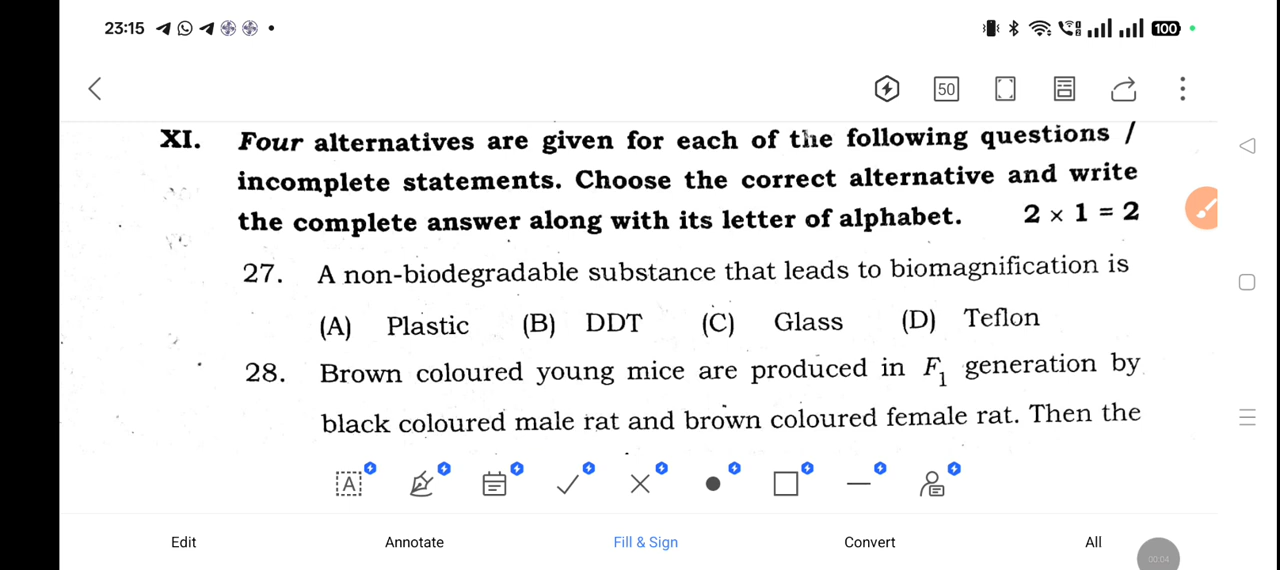 23:15
100
50
XI. Four alternatives are given for each of the following questions /
incomplete statements. Choose the correct alternative and write
the complete answer along with its letter of alphabet. 2 × 1 = 2
27. A non-biodegradable substance that leads to biomagnification is
(A) Plastic (B) DDT (C) Glass (D) Teflon
28. Brown coloured young mice are produced in F₁ generation by
black coloured male rat and brown coloured female rat. Then the
A
Edit Annotate Fill & Sign Convert All
00:04